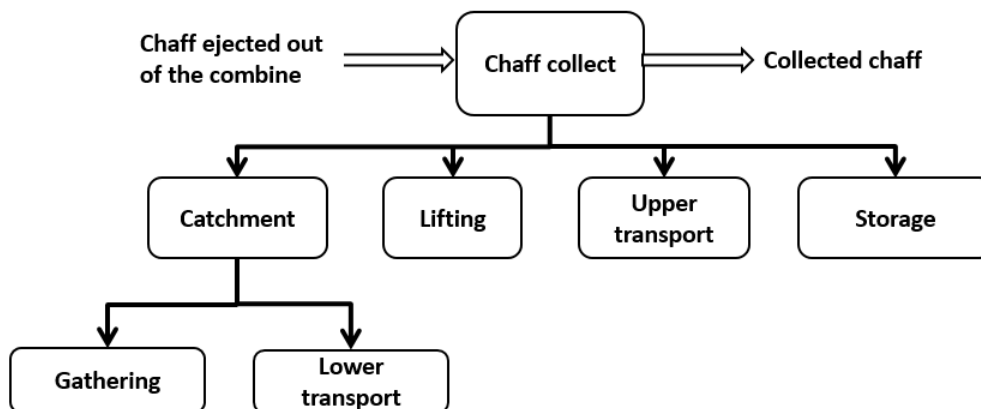 Chaff ejected out
of the combine
Chaff collect
Collected chaff
Catchment
Lifting
Upper
transport
Storage
Gathering
Lower
transport